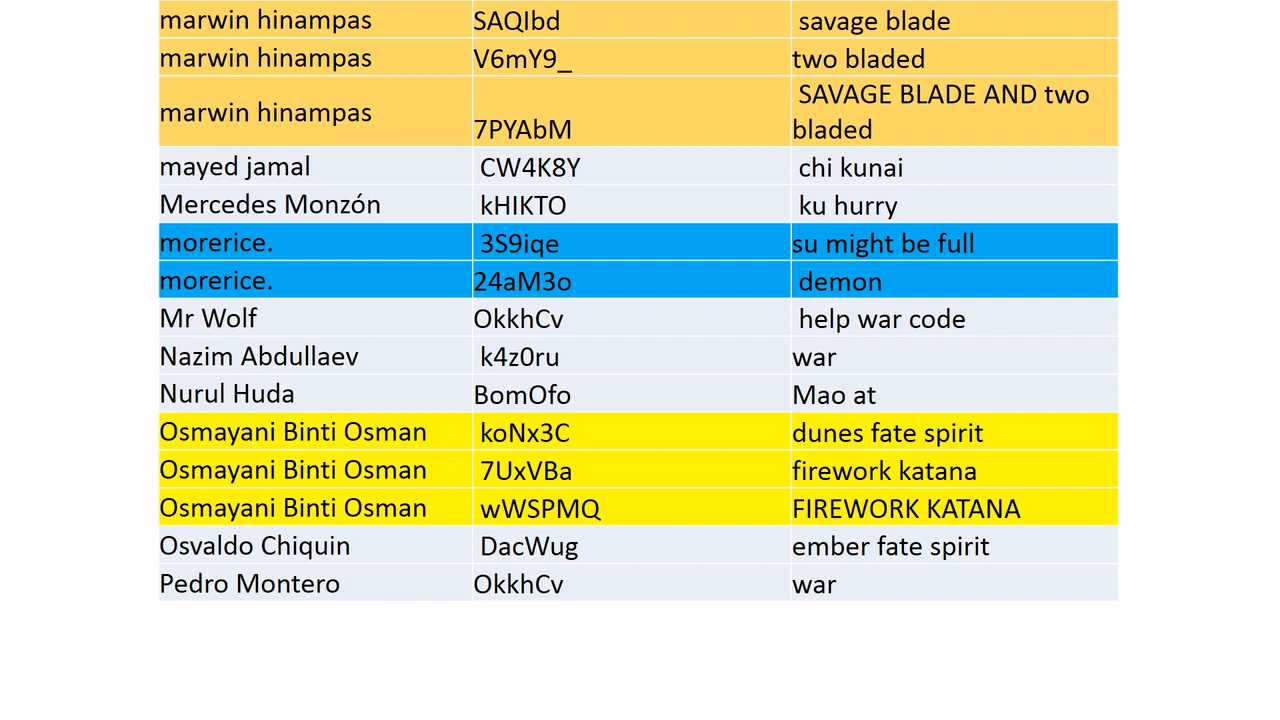 marwin hinampas SAQIbd savage blade
marwin hinampas V6mY9_ two bladed
marwin hinampas 7PYAbM SAVAGE BLADE AND two
bladed
mayed jamal CW4K8Y chi kunai
Mercedes Monzón kHIKTO ku hurry
morerice. 3S9iqe su might be full
morerice. 24aM3o demon
Mr Wolf OkkhCv help war code
Nazim Abdullaev k4z0ru war
Nurul Huda BomOfo Mao at
Osmayani Binti Osman koNx3C dunes fate spirit
Osmayani Binti Osman 7UxVBa firework katana
Osmayani Binti Osman wWSPMQ FIREWORK KATANA
Osvaldo Chiquin DacWug ember fate spirit
Pedro Montero OkkhCv war